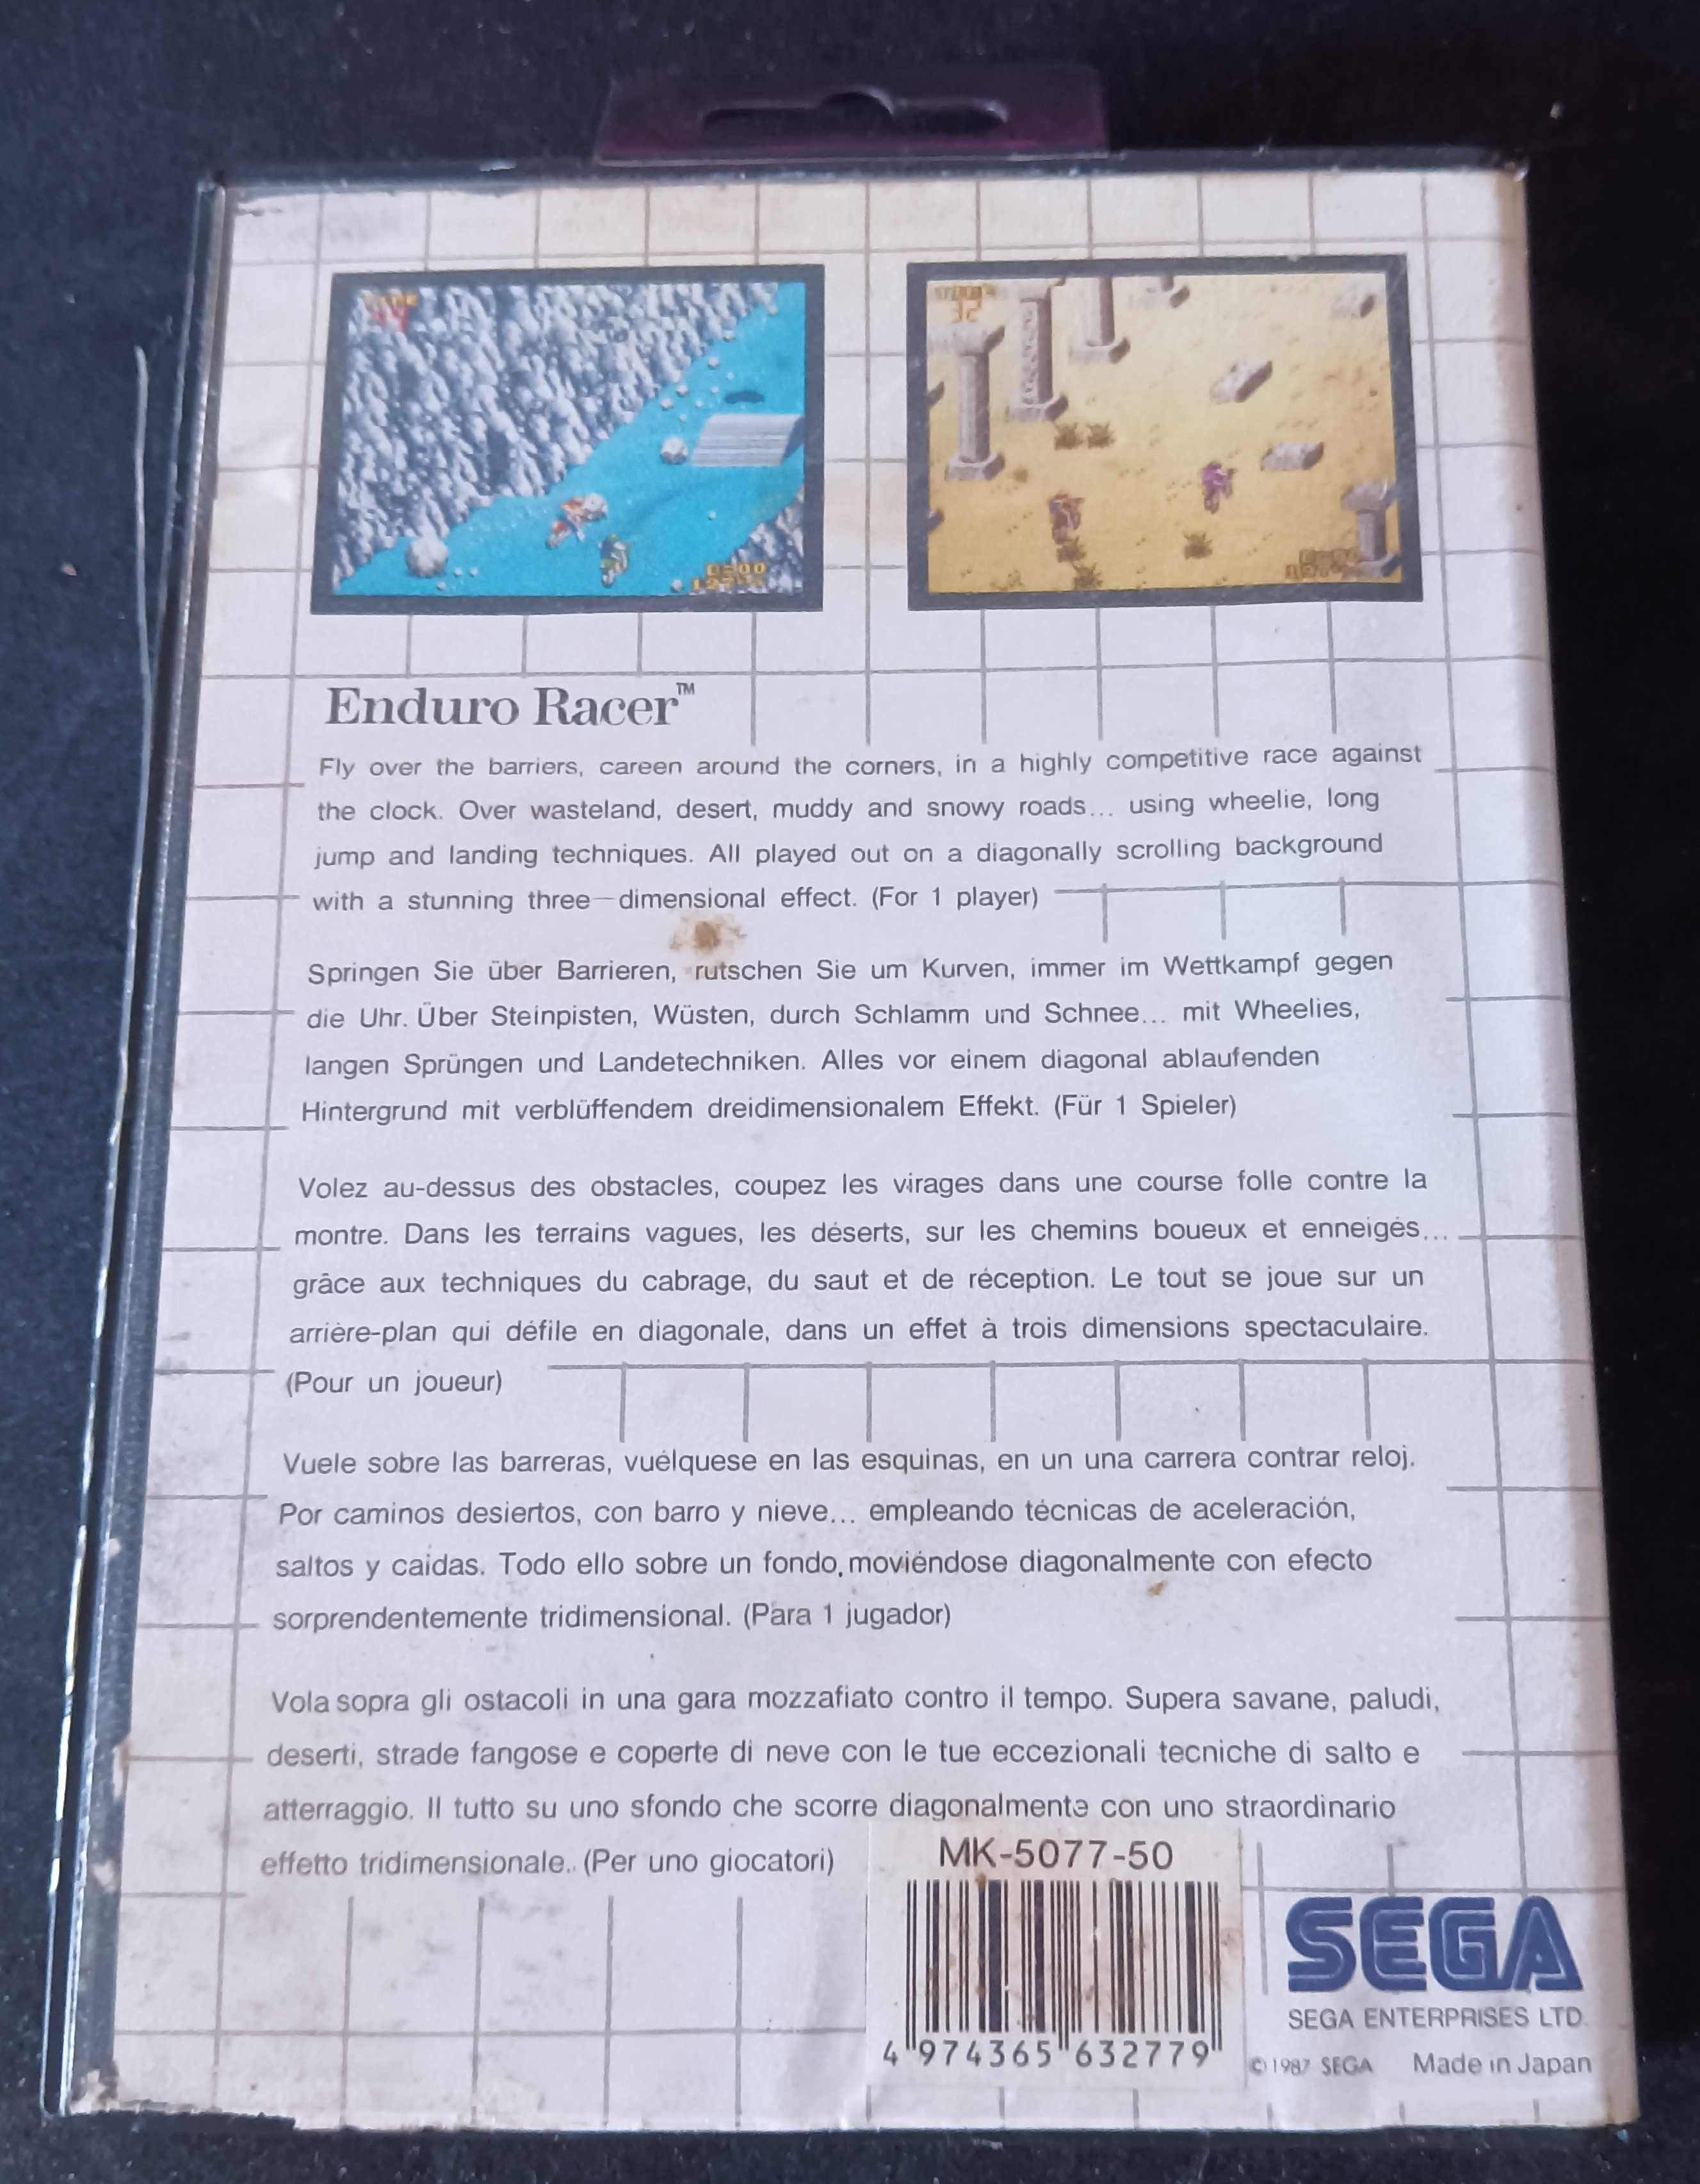 32
Enduro Racer™
Fly over the barriers, careen around the corners, in a highly competitive race against
the clock. Over wasteland, desert, muddy and snowy roads... using wheelie, long
jump and landing techniques. All played out on a diagonally scrolling background
with a stunning three—dimensional effect. (For 1 player)
Springen Sie über Barrieren, rutschen Sie um Kurven, immer im Wettkampf gegen
die Uhr. Über Steinpisten, Wüsten, durch Schlamm und Schnee... mit Wheelies,
langen Sprüngen und Landetechniken. Alles vor einem diagonal ablaufenden
Hintergrund mit verblüffendem dreidimensionalem Effekt. (Für 1 Spieler)
Volez au-dessus des obstacles, coupez les virages dans une course folle contre la
montre. Dans les terrains vagues, les déserts, sur les chemins boueux et enneigés...
grâce aux techniques du cabrage, du saut et de réception. Le tout se joue sur un
arrière-plan qui défile en diagonale, dans un effet à trois dimensions spectaculaire.
(Pour un joueur)
Vuele sobre las barreras, vuélquese en las esquinas, en un una carrera contrar reloj.
Por caminos desiertos, con barro y nieve... empleando técnicas de aceleración,
saltos y caidas. Todo ello sobre un fondo, moviéndose diagonalmente con efecto
sorprendentemente tridimensional. (Para 1 jugador)
Vola sopra gli ostacoli in una gara mozzafiato contro il tempo. Supera savane, paludi,
deserti, strade fangose e coperte di neve con le tue eccezionali tecniche di salto e
atterraggio. Il tutto su uno sfondo che scorre diagonalmente con uno straordinario
effetto tridimensionale.. (Per uno giocatori)
MK-5077-50
4 974365 632779
SEGA
SEGA ENTERPRISES LTD.
©1987 SEGA Made in Japan